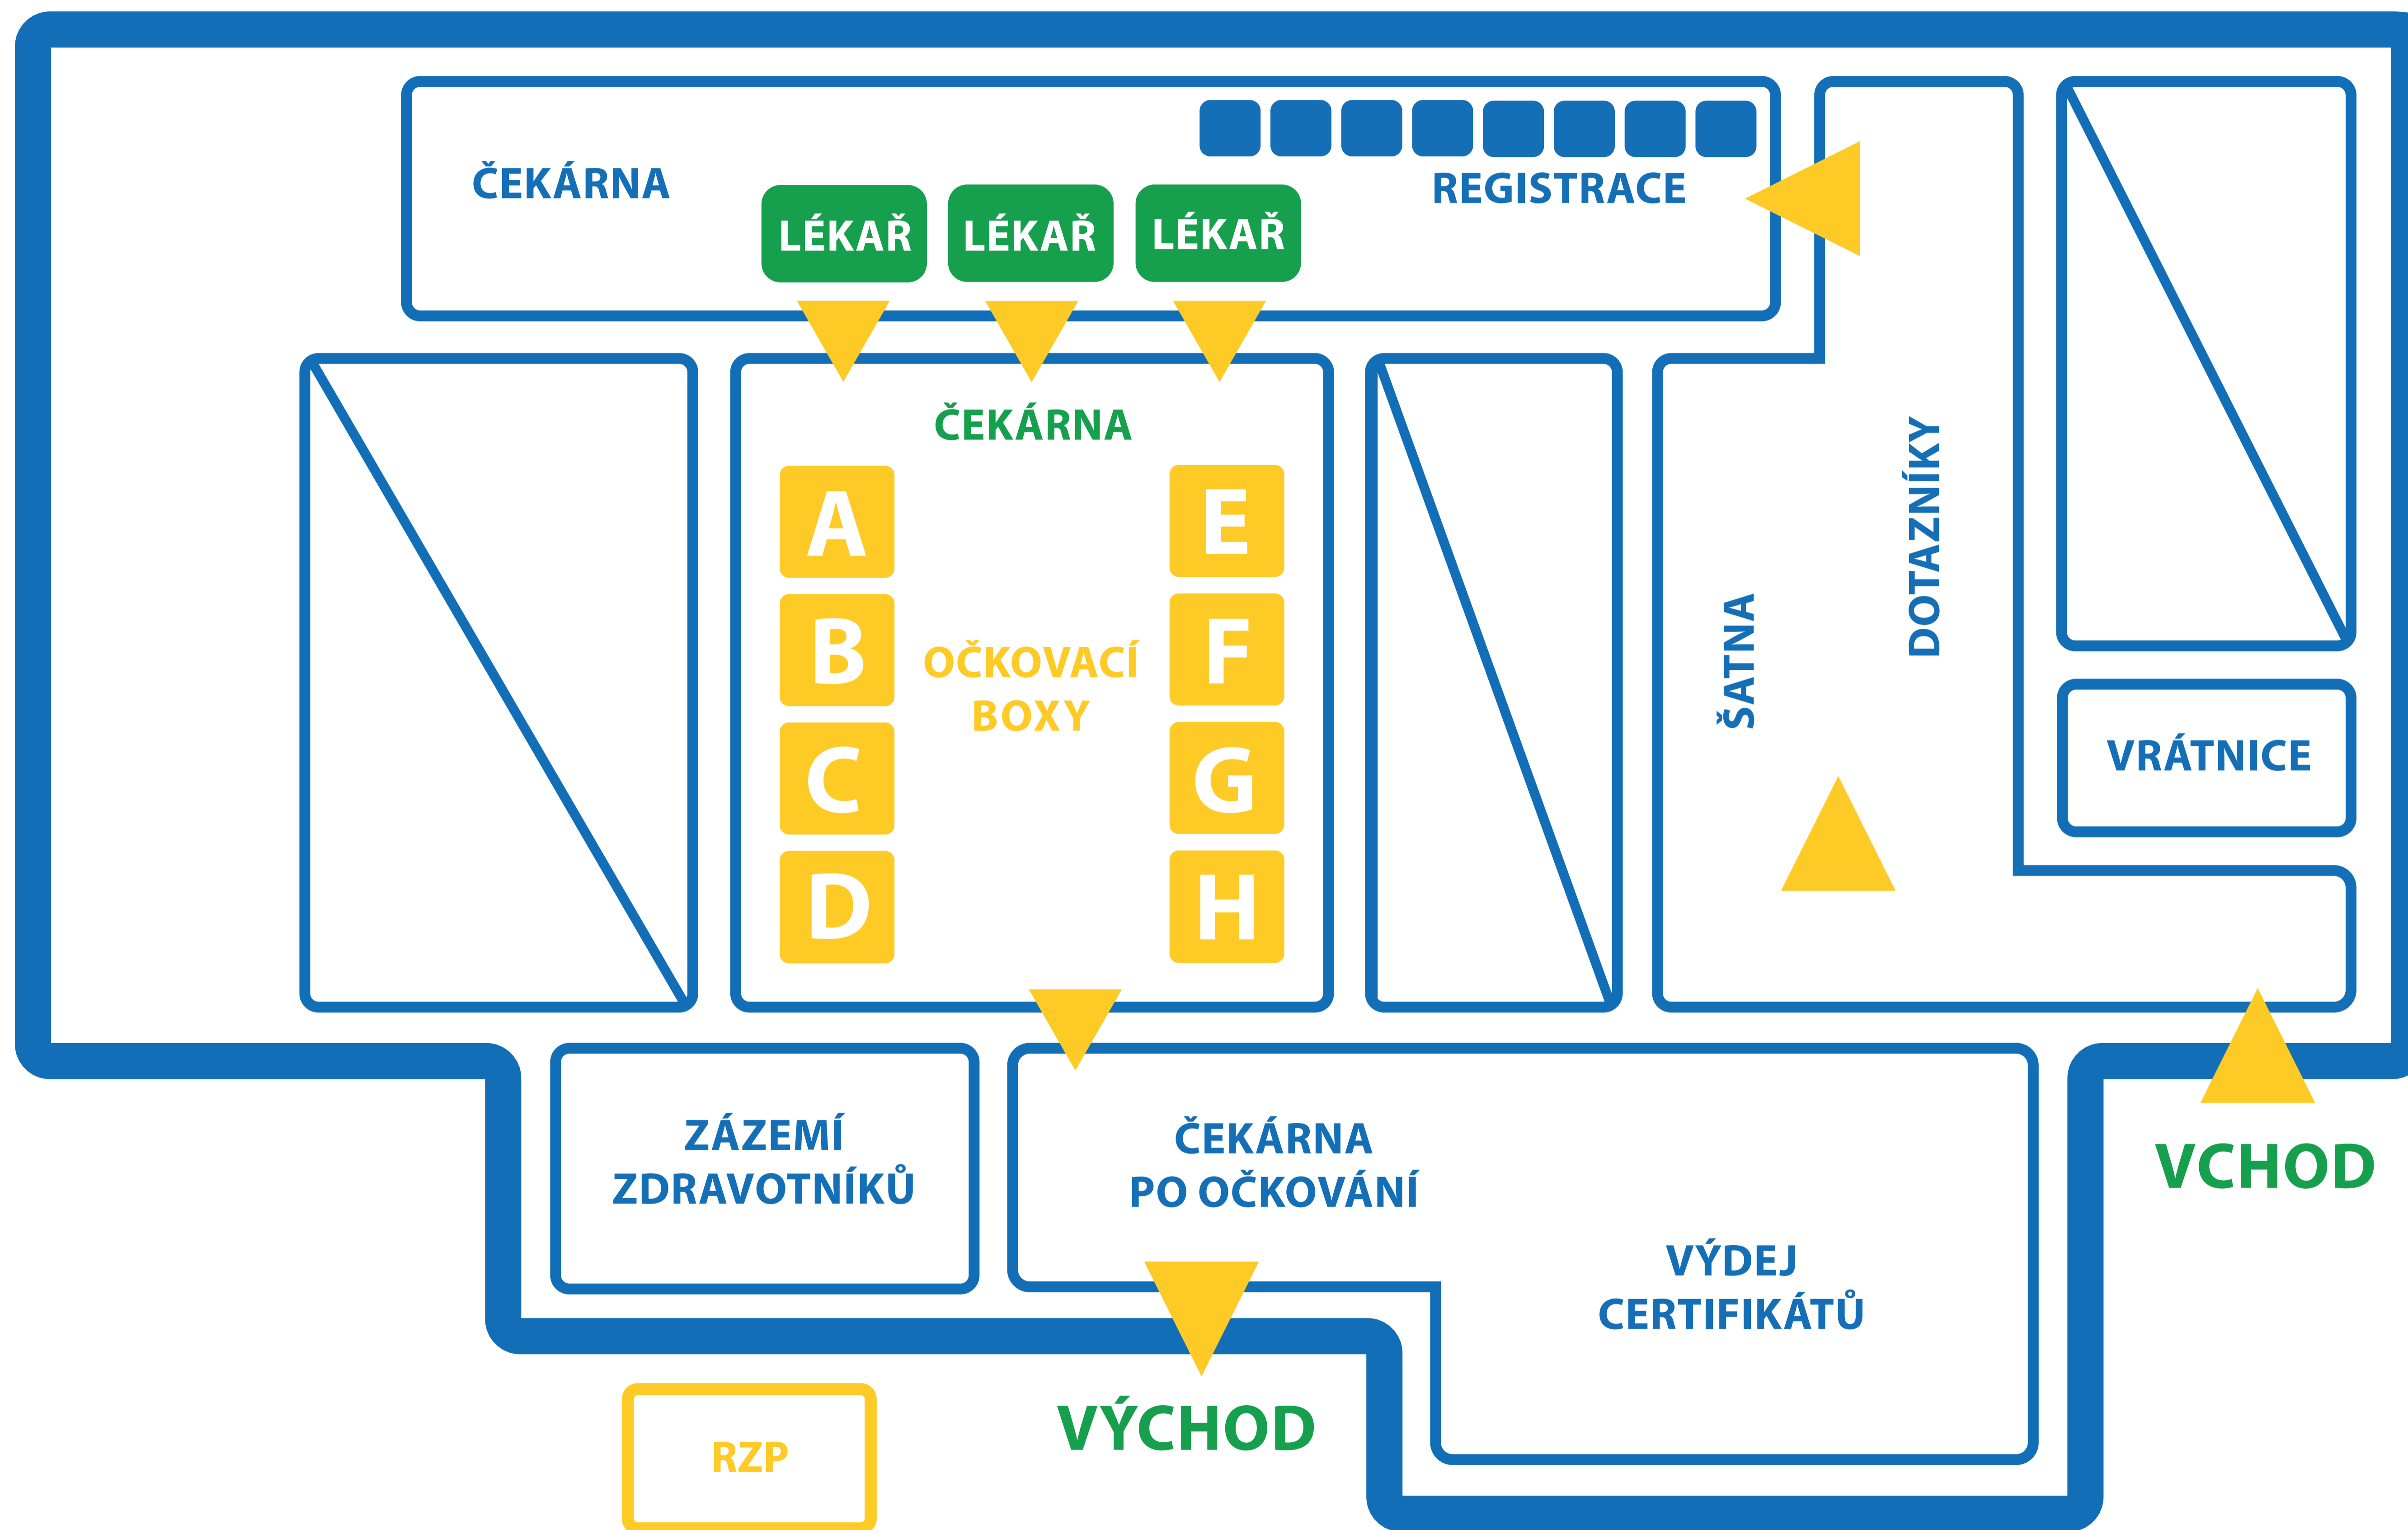 ČEKÁRNA
REGISTRACE
LÉKAŘ
LÉKAŘ
LÉKAŘ
ČEKÁRNA
A
B
C
D
OČKOVACÍ
BOXY
E
F
G
H
ŠATNA
DOTAZNÍKY
VRÁTNICE
ZÁZEMÍ
ZDRAVOTNÍKŮ
ČEKÁRNA
PO OČKOVÁNÍ
VÝDEJ
CERTIFIKÁTŮ
VCHOD
VÝCHOD
RZP